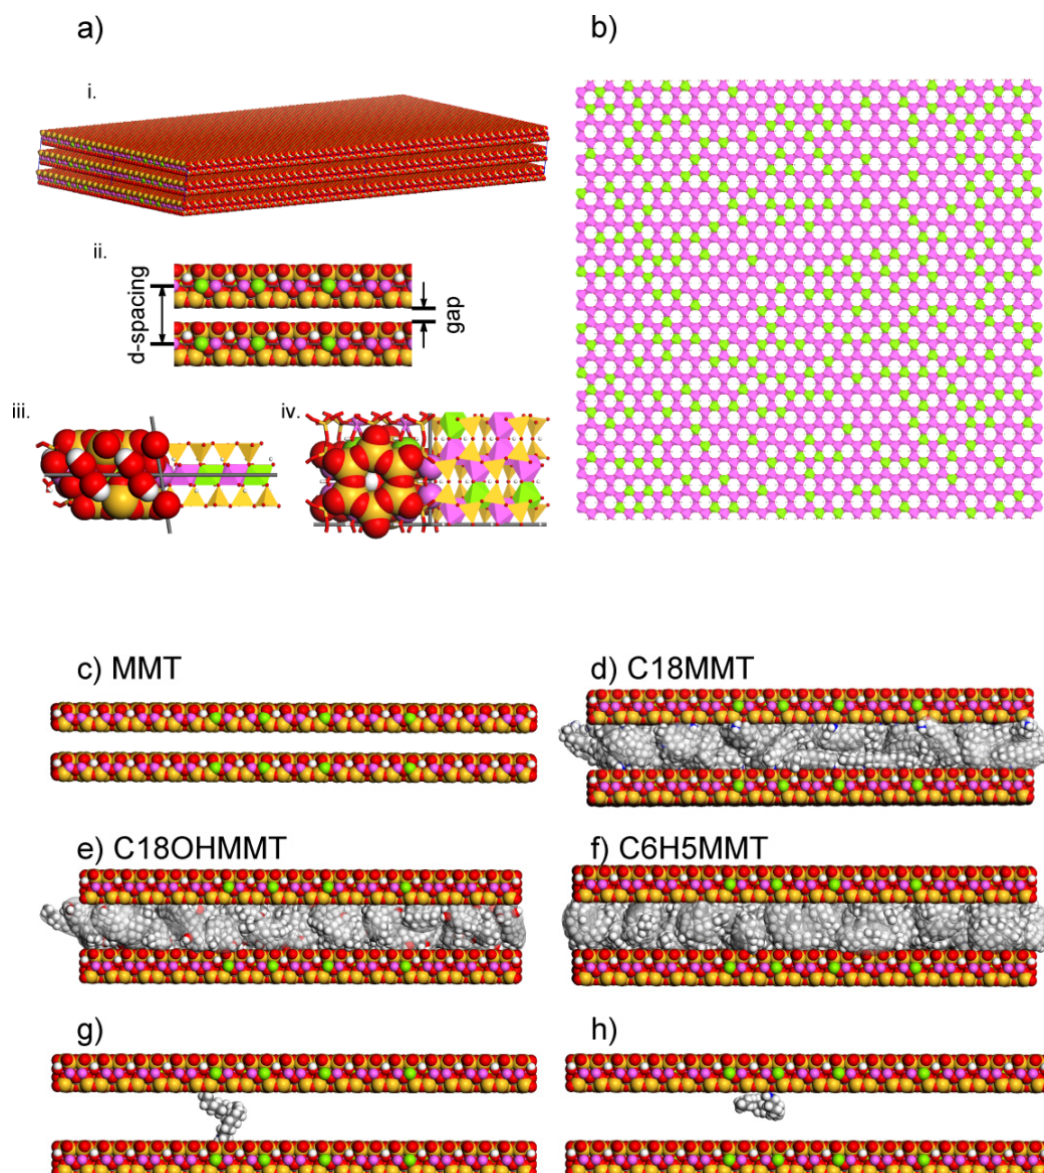 a)
b)
i.
ii.
d-spacing
gap
iii.
iv.
c) MMT
d) C18MMT
e) C18OHMMT
f) C6H5MMT
g)
h)